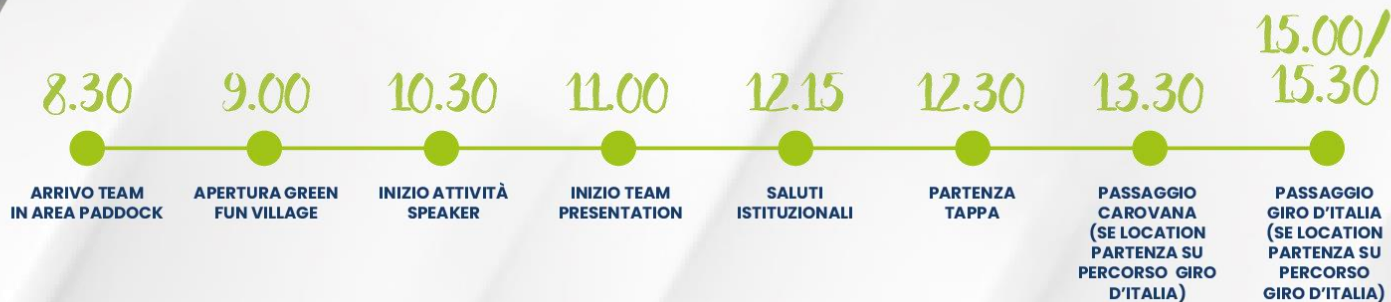 8.30
ARRIVO TEAM
IN AREA PADDOCK
9.00
APERTURA GREEN
FUN VILLAGE
10.30
INIZIO ATTIVITÀ
SPEAKER
11.00
INIZIO TEAM
PRESENTATION
12.15
SALUTI
ISTITUZIONALI
12.30
PARTENZA
TAPPA
13.30
PASSAGGIO
CAROVANA
(SE LOCATION
PARTENZA SU
PERCORSO GIRO
D'ITALIA)
15.00/
15.30
PASSAGGIO
GIRO D'ITALIA
(SE LOCATION
PARTENZA SU
PERCORSO
GIRO D'ITALIA)